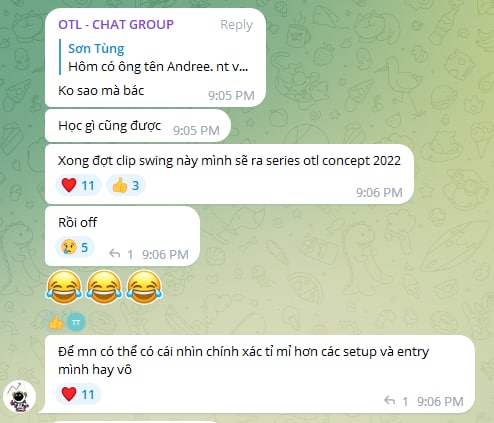 OTL - CHAT GROUP Reply
Sơn Tùng
Hôm có ông tên Andree. nt v...
Ko sao mà bác
9:05 PM
Học gì cũng được 9:05 PM
Xong đợt clip swing này mình sẽ ra series otl concept 2022
11 3 9:06 PM
Rồi off
5 1 9:06 PM
TT
Để mn có thể có cái nhìn chính xác tỉ mỉ hơn các setup và entry
mình hay vô
11 1 9:06 PM